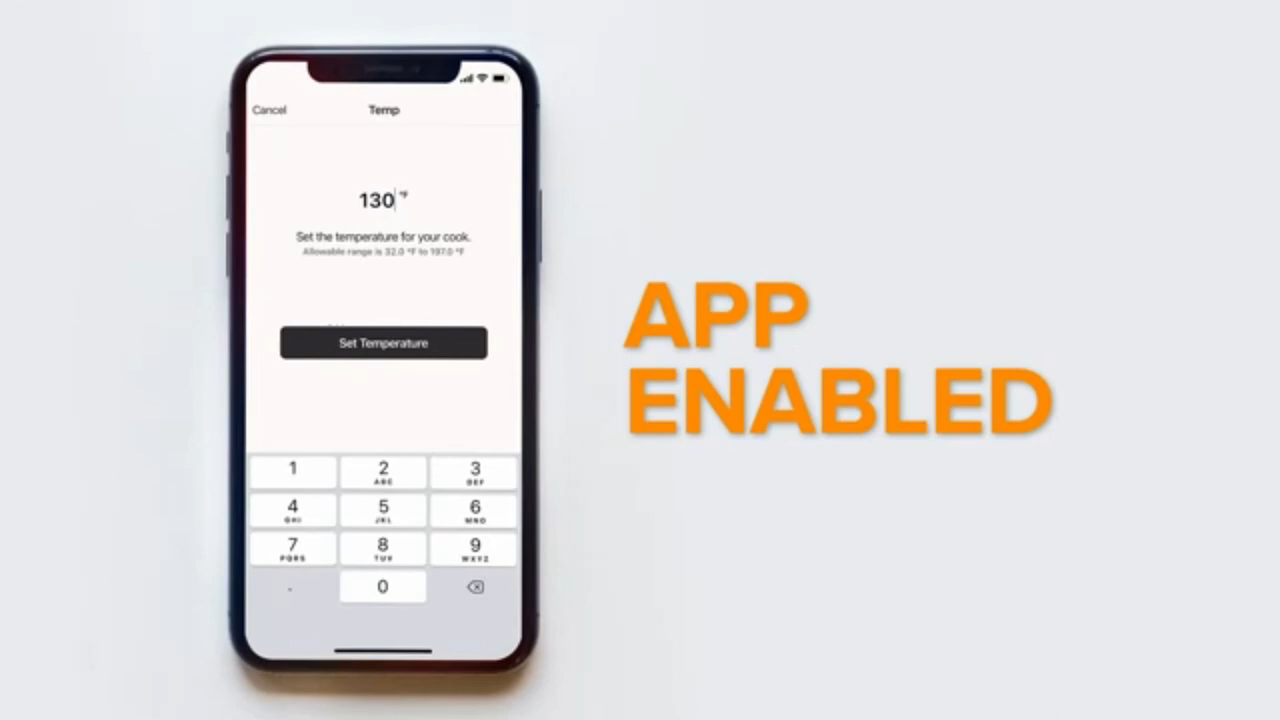 Cancel Temp
130 °F
Set the temperature for your cook.
Allowable range is 32.0 °F to 197.0 °F
Set Temperature
1 2 3
ABC DEF
4 5 6
GHI JKL MNO
7 8 9
PQRS TUV WXYZ
. 0
APP
ENABLED